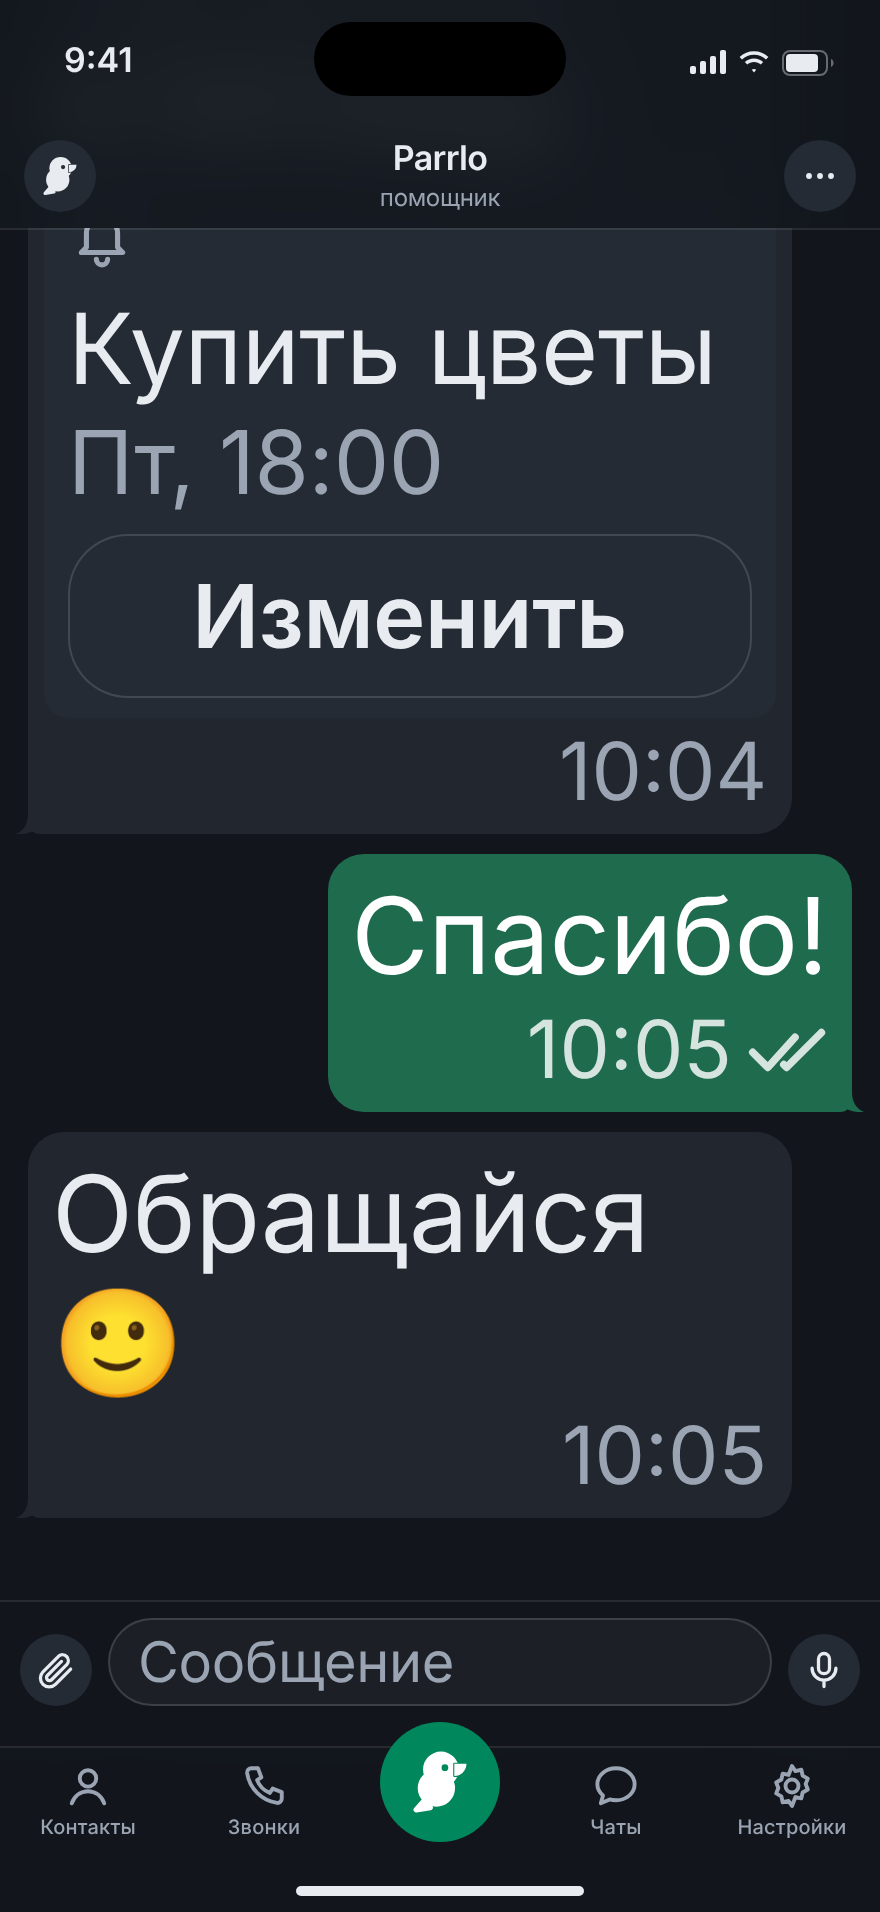 9:41
Parrlo
помощник
Купить цветы
Пт, 18:00
Изменить
10:04
Спасибо!
10:05
Обращайся
🙂
10:05
Сообщение
Контакты
Звонки
Чаты
Настройки